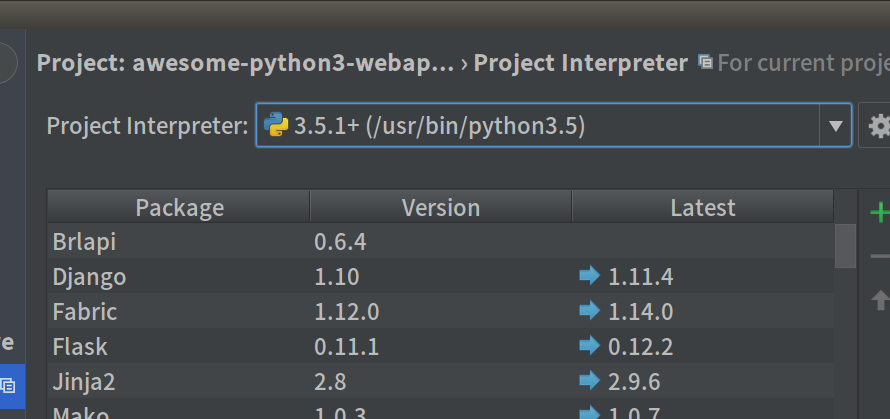 Project: awesome-python3-webap... › Project Interpreter For current proje
Project Interpreter: 3.5.1+ (/usr/bin/python3.5)
Package Version Latest
Brlapi 0.6.4
Django 1.10 1.11.4
Fabric 1.12.0 1.14.0
Flask 0.11.1 0.12.2
Jinja2 2.8 2.9.6
Mako 1.0.3 1.0.7